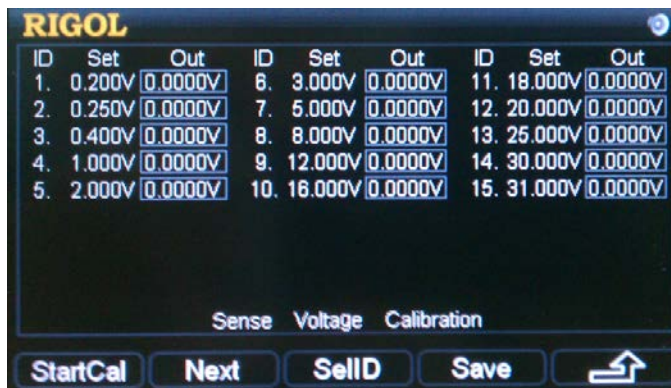 RIGOL
ID Set Out ID Set Out ID Set Out
1. 0.200V 0.0000V 6. 3.000V 0.0000V 11. 18.000V 0.0000V
2. 0.250V 0.0000V 7. 5.000V 0.0000V 12. 20.000V 0.0000V
3. 0.400V 0.0000V 8. 8.000V 0.0000V 13. 25.000V 0.0000V
4. 1.000V 0.0000V 9. 12.000V 0.0000V 14. 30.000V 0.0000V
5. 2.000V 0.0000V 10. 16.000V 0.0000V 15. 31.000V 0.0000V
Sense Voltage Calibration
StartCal Next SelID Save